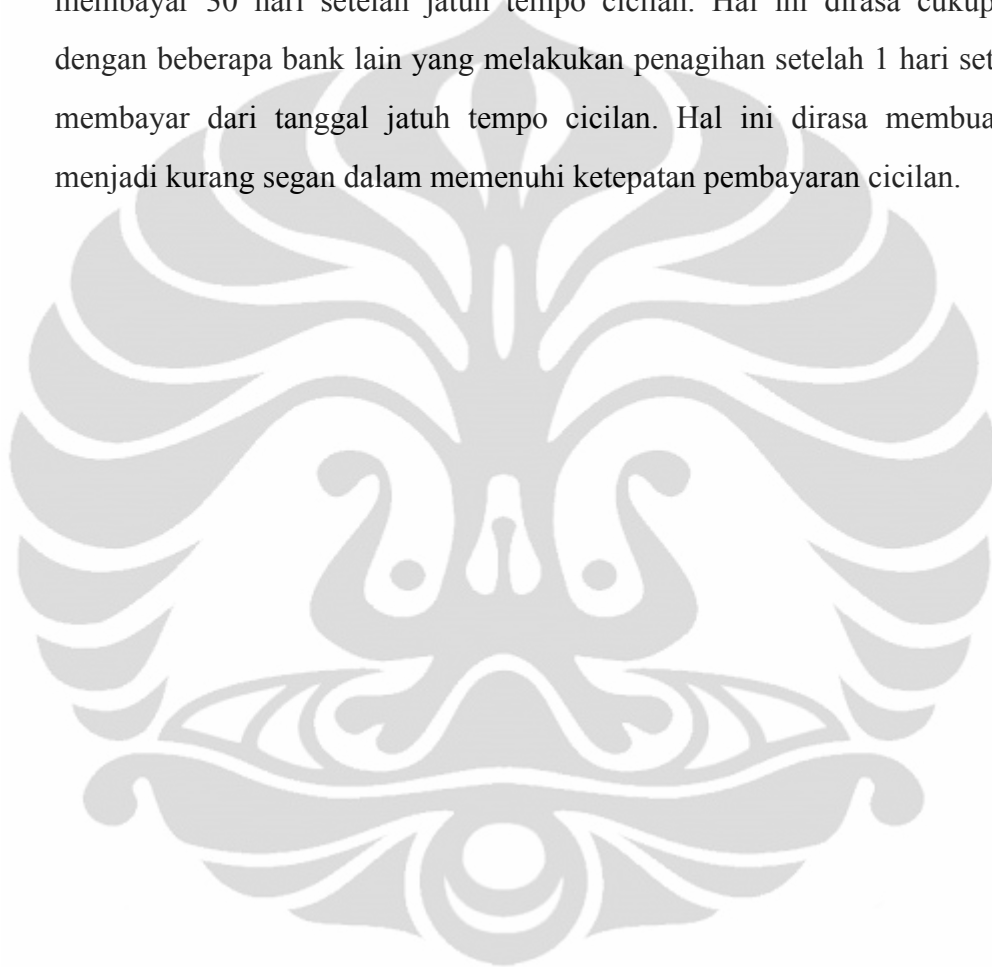 membayar 30 hari setelah jatuh tempo cicilan. Hal ini dirasa cukup
dengan beberapa bank lain yang melakukan penagihan setelah 1 hari set
membayar dari tanggal jatuh tempo cicilan. Hal ini dirasa membua
menjadi kurang segan dalam memenuhi ketepatan pembayaran cicilan.